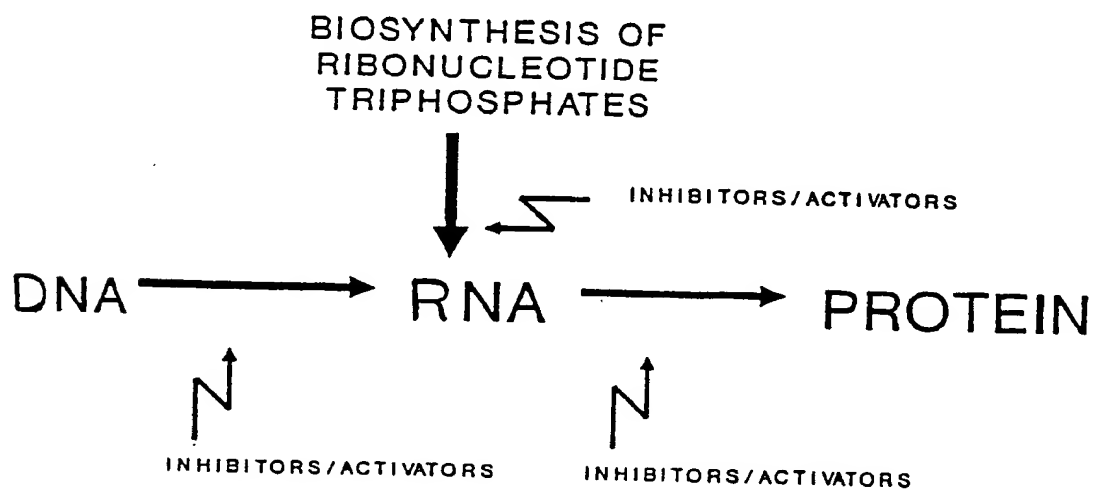 BIOSYNTHESIS OF
RIBONUCLEOTIDE
TRIPHOSPHATES
INHIBITORS/ACTIVATORS
DNA
RNA
PROTEIN
INHIBITORS/ACTIVATORS
INHIBITORS/ACTIVATORS